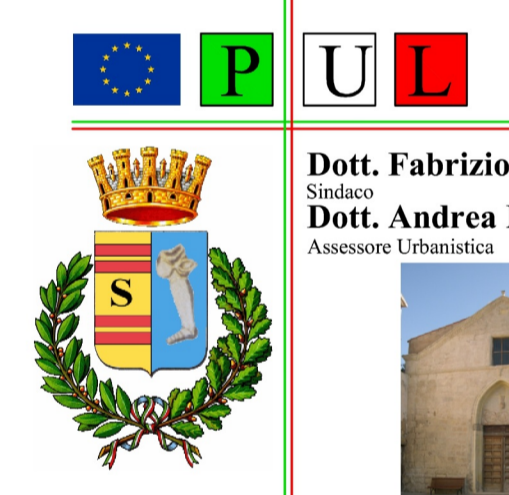 P U L
Dott. Fabrizio
Sindaco
Dott. Andrea
Assessore Urbanistica
S